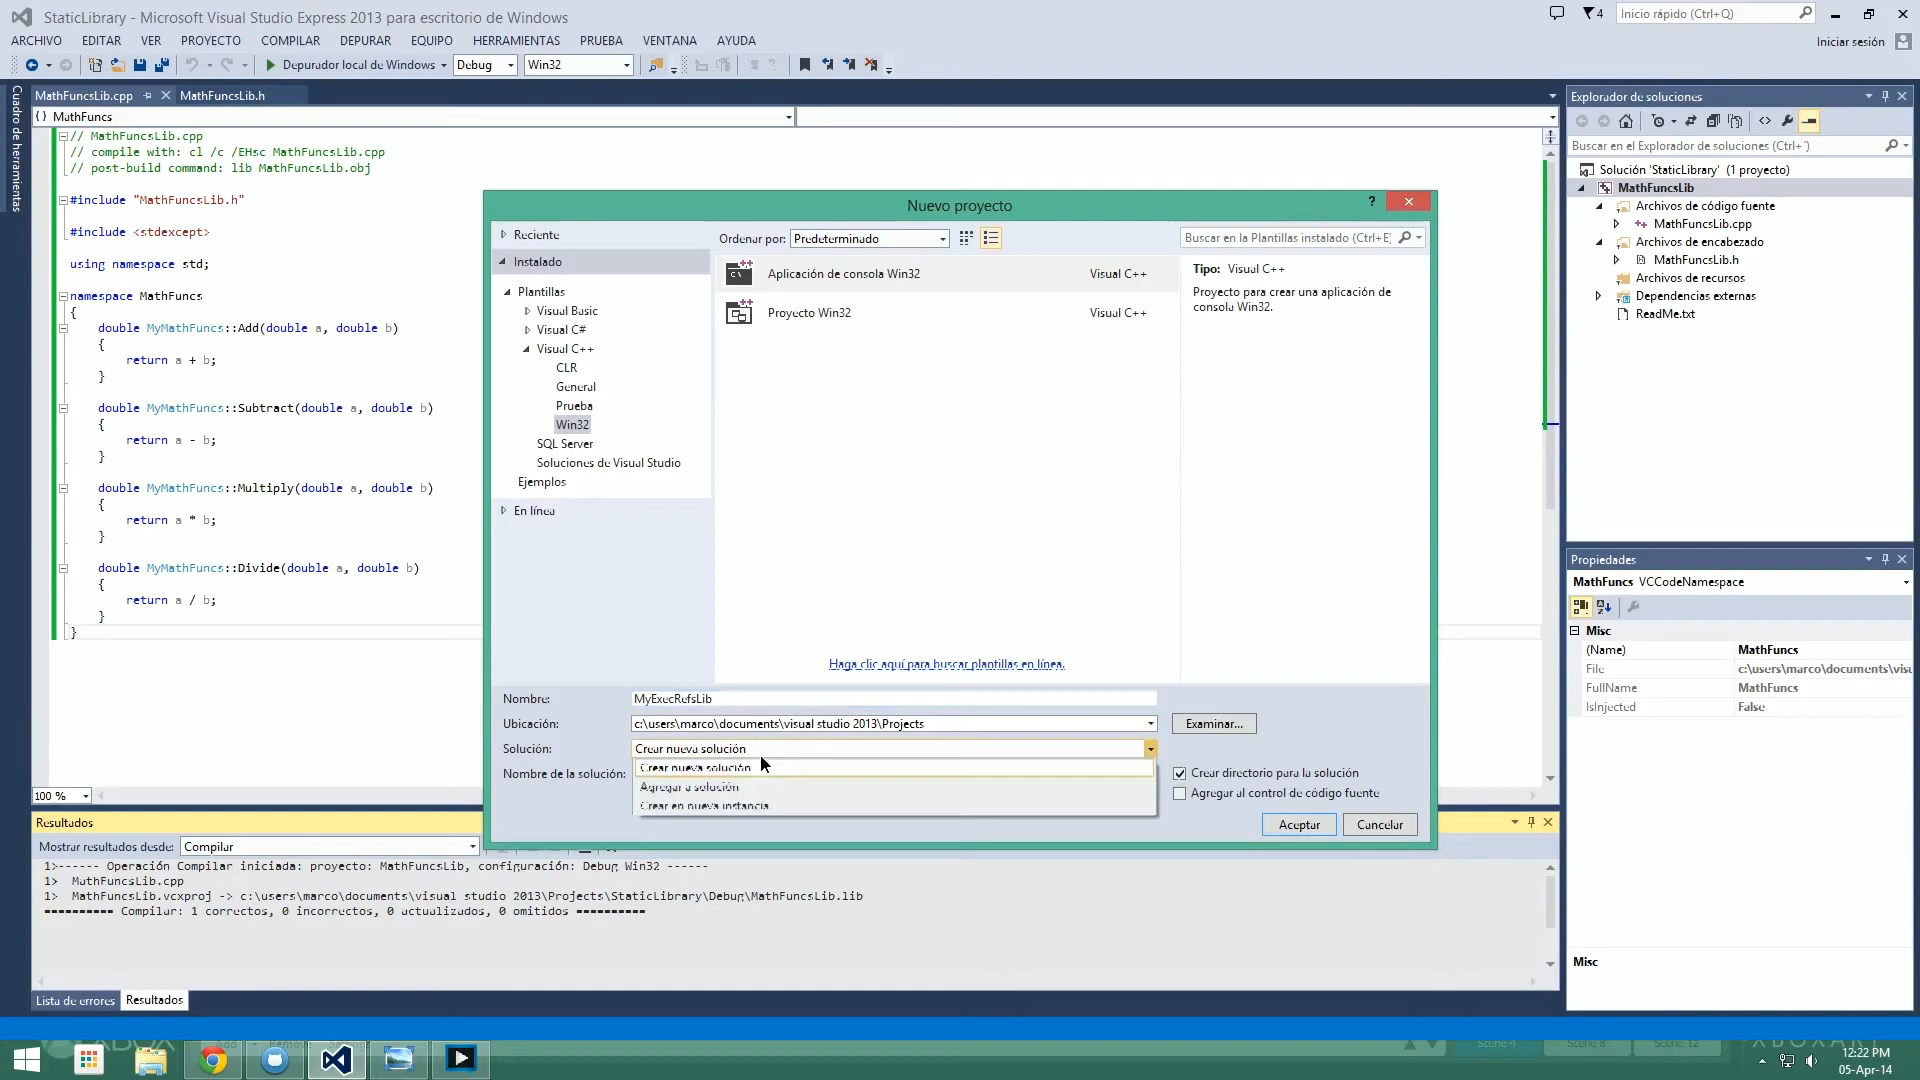 StaticLibrary - Microsoft Visual Studio Express 2013 para escritorio de Windows
4
Inicio rápido (Ctrl+Q)
ARCHIVO EDITAR VER PROYECTO COMPILAR DEPURAR EQUIPO HERRAMIENTAS PRUEBA VENTANA AYUDA
Iniciar sesión
Depurador local de Windows
Debug
Win32
Cuadro de herramientas
MathFuncsLib.cpp
MathFuncsLib.h
{ } MathFuncs
// MathFuncsLib.cpp
// compile with: cl /c /EHsc MathFuncsLib.cpp
// post-build command: lib MathFuncsLib.obj
#include "MathFuncsLib.h"
#include <stdexcept>
using namespace std;
namespace MathFuncs
{
double MyMathFuncs::Add(double a, double b)
{
return a + b;
}
double MyMathFuncs::Subtract(double a, double b)
{
return a - b;
}
double MyMathFuncs::Multiply(double a, double b)
{
return a * b;
}
double MyMathFuncs::Divide(double a, double b)
{
return a / b;
}
}
100 %
Nuevo proyecto
?
Reciente
Instalado
Plantillas
Visual Basic
Visual C#
Visual C++
CLR
General
Prueba
Win32
SQL Server
Soluciones de Visual Studio
Ejemplos
En línea
Ordenar por: Predeterminado
Buscar en la Plantillas instalado (Ctrl+E)
Aplicación de consola Win32 Visual C++
Proyecto Win32 Visual C++
Tipo: Visual C++
Proyecto para crear una aplicación de
consola Win32.
Haga clic aquí para buscar plantillas en línea.
Nombre: MyExecRefsLib
Ubicación: c:\users\marco\documents\visual studio 2013\Projects
Examinar...
Solución: Crear nueva solución
Crear nueva solución
Agregar a solución
Crear en nueva instancia
Nombre de la solución:
Crear directorio para la solución
Agregar al control de código fuente
Aceptar
Cancelar
Explorador de soluciones
Buscar en el Explorador de soluciones (Ctrl+´)
Solución 'StaticLibrary' (1 proyecto)
MathFuncsLib
Archivos de código fuente
MathFuncsLib.cpp
Archivos de encabezado
MathFuncsLib.h
Archivos de recursos
Dependencias externas
ReadMe.txt
Propiedades
MathFuncs VCCodeNamespace
Misc
(Name) MathFuncs
File c:\users\marco\documents\visu
FullName MathFuncs
IsInjected False
Misc
Resultados
Mostrar resultados desde: Compilar
1>------ Operación Compilar iniciada: proyecto: MathFuncsLib, configuración: Debug Win32 ------
1> MathFuncsLib.cpp
1> MathFuncsLib.vcxproj -> c:\users\marco\documents\visual studio 2013\Projects\StaticLibrary\Debug\MathFuncsLib.lib
========== Compilar: 1 correctos, 0 incorrectos, 0 actualizados, 0 omitidos ==========
Lista de errores
Resultados
Add
Scene 4
Scene 8
Scene 12
12:22 PM
05-Apr-14